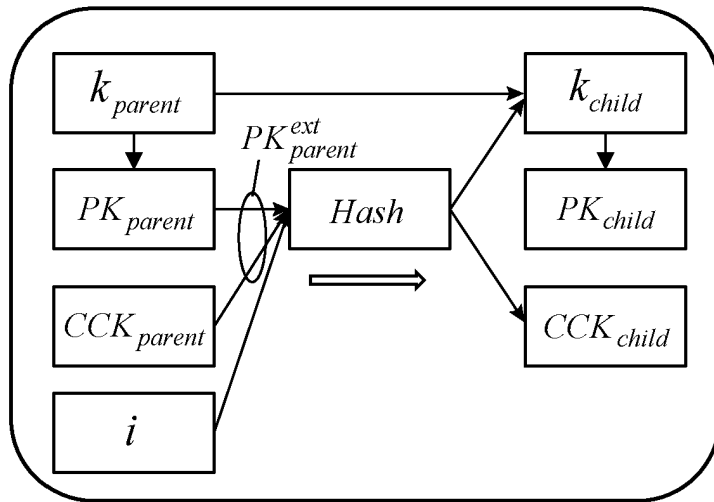 k_parent
k_child
PK^ext_parent
PK_parent
Hash
PK_child
CCK_parent
CCK_child
i